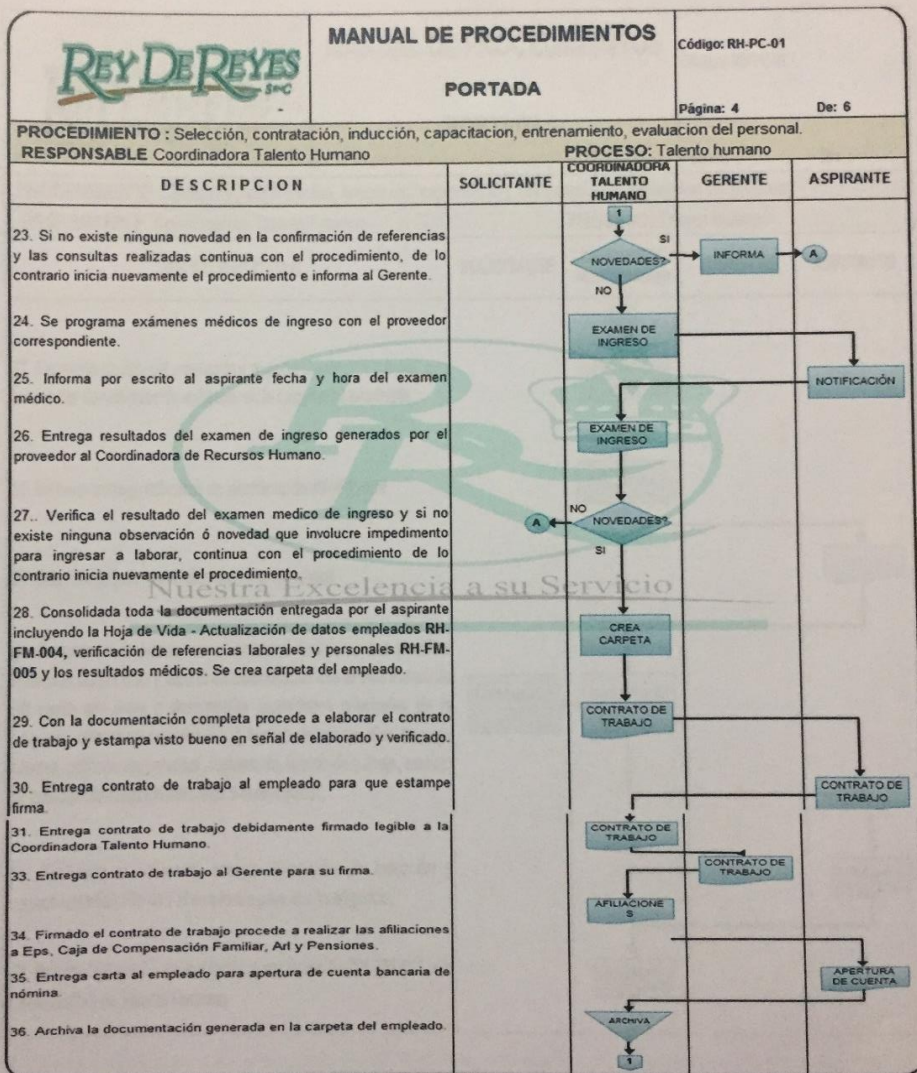 REY DE REYES
S EN C
MANUAL DE PROCEDIMIENTOS
PORTADA
Código: RH-PC-01
Página: 4 De: 6
PROCEDIMIENTO : Selección, contratación, inducción, capacitacion, entrenamiento, evaluacion del personal.
RESPONSABLE Coordinadora Talento Humano PROCESO: Talento humano
DESCRIPCION
SOLICITANTE
COORDINADORA
TALENTO
HUMANO
GERENTE
ASPIRANTE
1
23. Si no existe ninguna novedad en la confirmación de referencias
y las consultas realizadas continua con el procedimiento, de lo
contrario inicia nuevamente el procedimiento e informa al Gerente.
NOVEDADES?
SI
INFORMA
A
NO
24. Se programa exámenes médicos de ingreso con el proveedor
correspondiente.
EXAMEN DE
INGRESO
25. Informa por escrito al aspirante fecha y hora del examen
médico.
NOTIFICACIÓN
26. Entrega resultados del examen de ingreso generados por el
proveedor al Coordinadora de Recursos Humano.
EXAMEN DE
INGRESO
27.. Verifica el resultado del examen medico de ingreso y si no
existe ninguna observación ó novedad que involucre impedimento
para ingresar a laborar, continua con el procedimiento de lo
contrario inicia nuevamente el procedimiento.
A
NO
NOVEDADES?
SI
Nuestra Excelencia a su Servicio
28. Consolidada toda la documentación entregada por el aspirante
incluyendo la Hoja de Vida - Actualización de datos empleados RH-
FM-004, verificación de referencias laborales y personales RH-FM-
005 y los resultados médicos. Se crea carpeta del empleado.
CREA
CARPETA
29. Con la documentación completa procede a elaborar el contrato
de trabajo y estampa visto bueno en señal de elaborado y verificado.
CONTRATO DE
TRABAJO
30. Entrega contrato de trabajo al empleado para que estampe
firma.
CONTRATO DE
TRABAJO
31. Entrega contrato de trabajo debidamente firmado legible a la
Coordinadora Talento Humano.
CONTRATO DE
TRABAJO
33. Entrega contrato de trabajo al Gerente para su firma.
CONTRATO DE
TRABAJO
AFILIACIONE
S
34. Firmado el contrato de trabajo procede a realizar las afiliaciones
a Eps, Caja de Compensación Familiar, Arl y Pensiones.
35. Entrega carta al empleado para apertura de cuenta bancaria de
nómina.
APERTURA
DE CUENTA
36. Archiva la documentación generada en la carpeta del empleado.
ARCHIVA
1